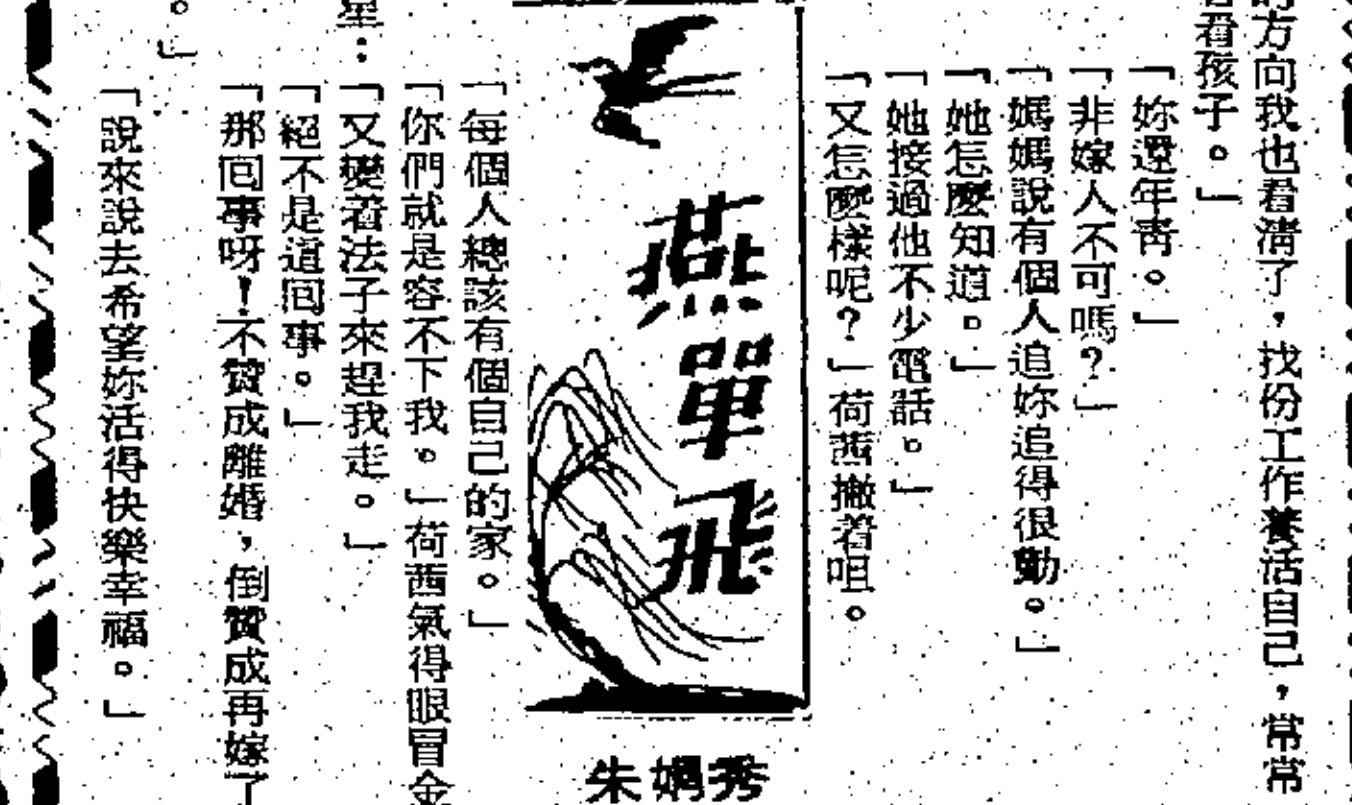 的方向我也看清了，找份工作養活自己，常常
看看孩子。」
「妳還年靑。」
「非嫁人不可嗎？」
「媽媽說有個人追妳追得很勤。」
「她怎麼知道。」
「她接過他不少電話。」
「又怎麼樣呢？」荷茜撇着咀。
燕單飛
朱娟秀
「每個人總該有個自己的家。」
「你們就是容不下我。」荷茜氣得眼冒金
星：
「又變着法子來趕我走。」
「絕不是道囘事。」
「那囘事呀！不贊成離婚，倒贊成再嫁了
。」
「說來說去希望妳活得快樂幸福。」